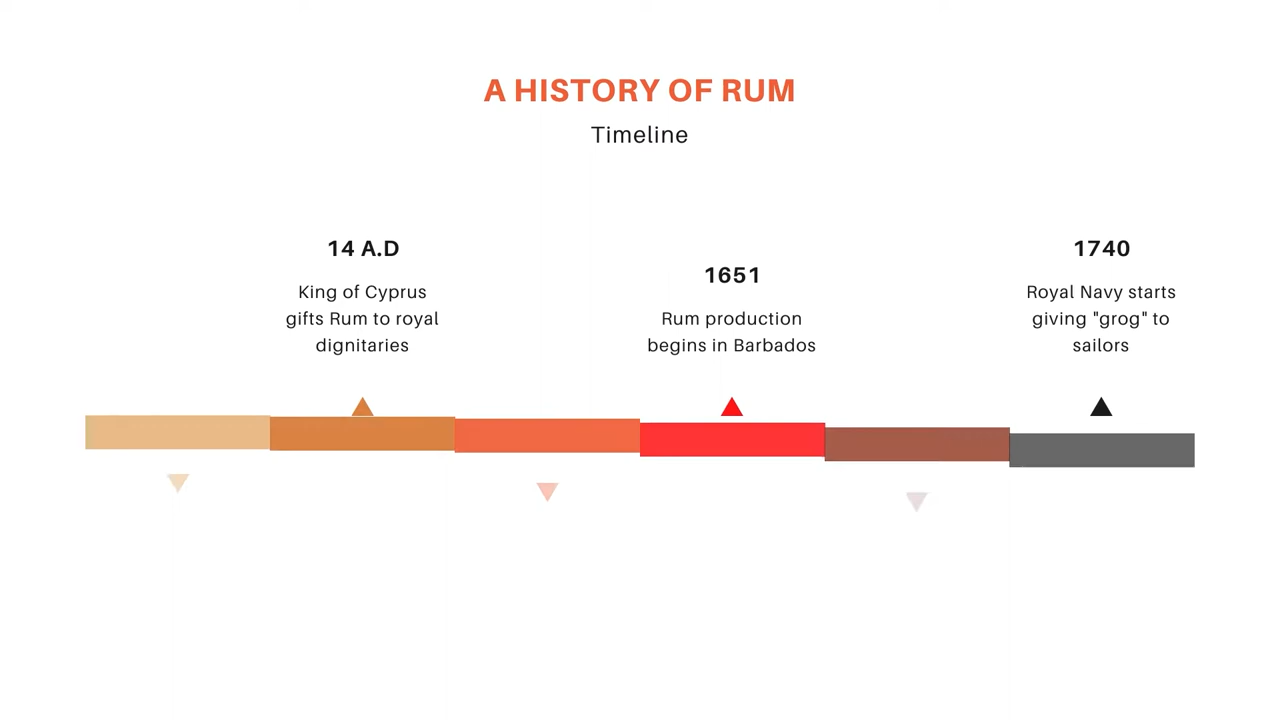 A HISTORY OF RUM
Timeline
14 A.D
King of Cyprus
gifts Rum to royal
dignitaries
1651
Rum production
begins in Barbados
1740
Royal Navy starts
giving "grog" to
sailors